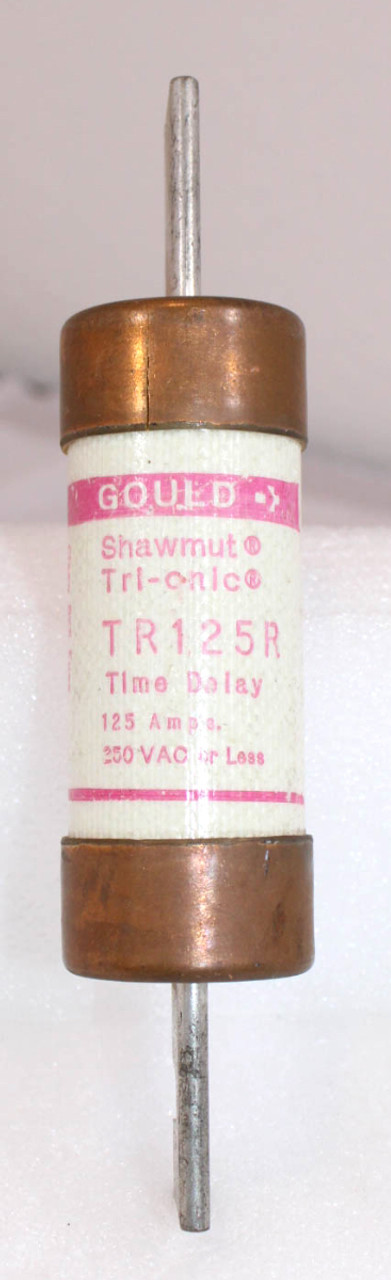 GOULD
Shawmut®
Tri-onic®
TR125R
Time Delay
125 Amps.
250 VAC or Less